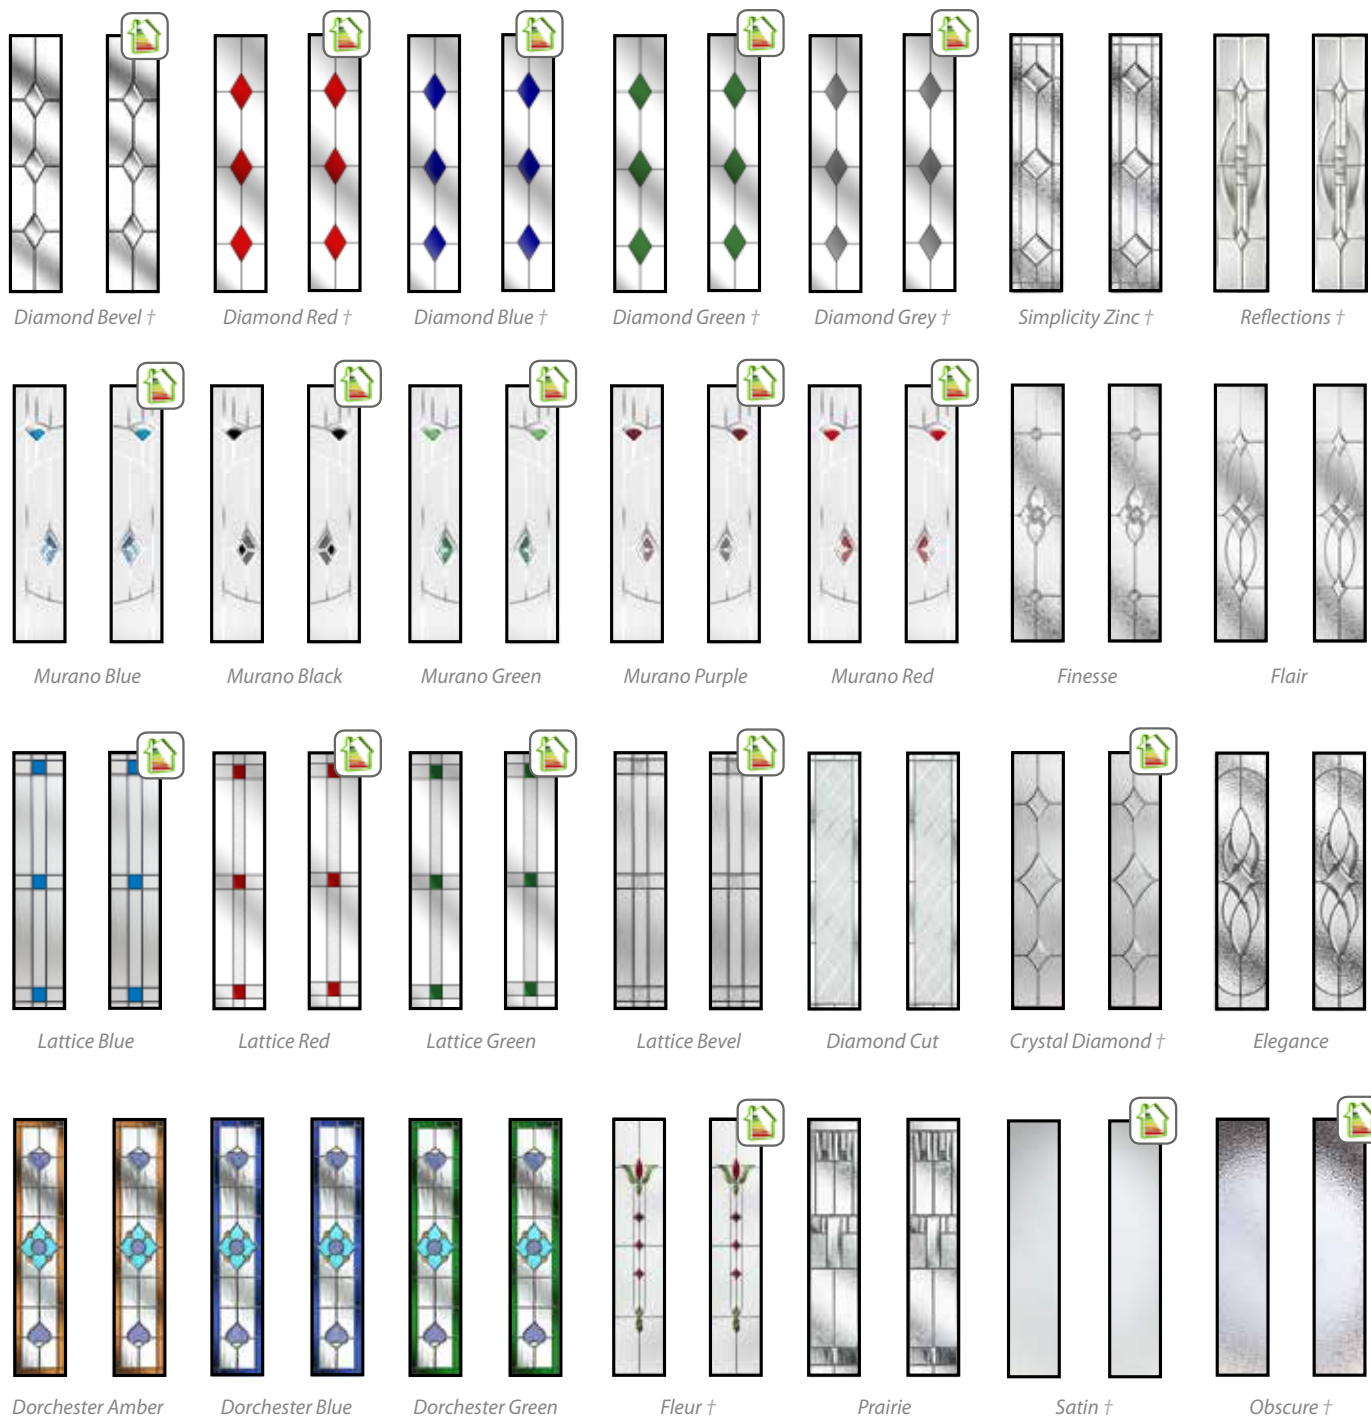 Diamond Bevel †
Diamond Red †
Diamond Blue †
Diamond Green †
Diamond Grey †
Simplicity Zinc †
Reflections †
Murano Blue
Murano Black
Murano Green
Murano Purple
Murano Red
Finesse
Flair
Lattice Blue
Lattice Red
Lattice Green
Lattice Bevel
Diamond Cut
Crystal Diamond †
Elegance
Dorchester Amber
Dorchester Blue
Dorchester Green
Fleur †
Prairie
Satin †
Obscure †